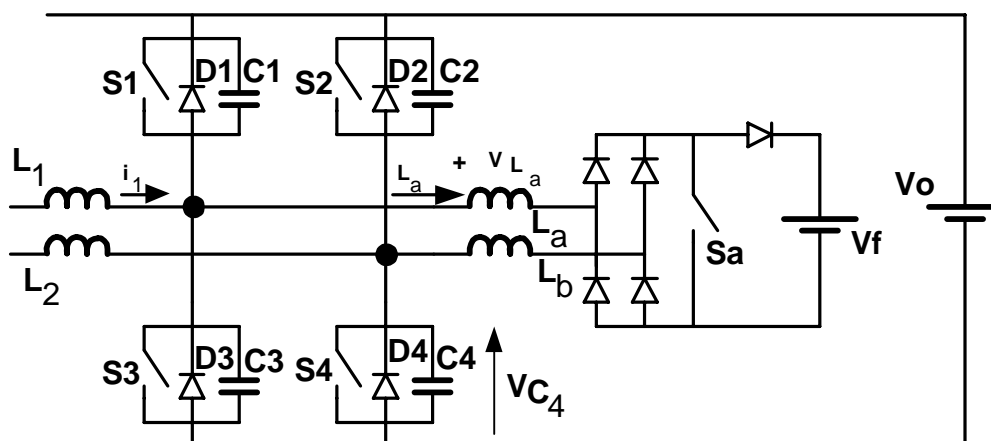 S1 D1 C1 S2 D2 C2
L1 i1 La + VLa
Vo
La
Sa Vf
L2 Lb
S3 D3 C3 S4 D4 C4
VC4